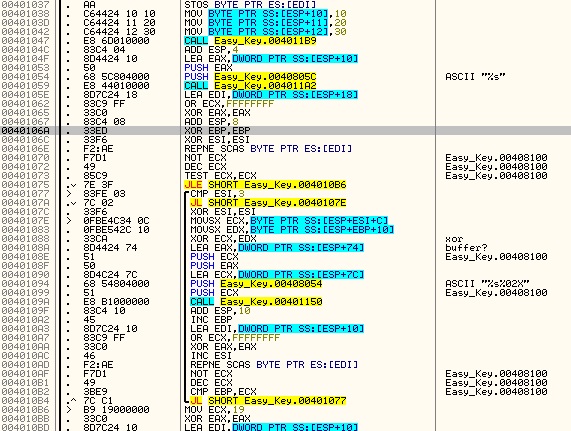 00401037 . AA STOS BYTE PTR ES:[EDI]
00401038 . C64424 10 10 MOV BYTE PTR SS:[ESP+10],10
0040103D . C64424 11 20 MOV BYTE PTR SS:[ESP+11],20
00401042 . C64424 12 30 MOV BYTE PTR SS:[ESP+12],30
00401047 . E8 6D010000 CALL Easy_Key.004011B9
0040104C . 83C4 04 ADD ESP,4
0040104F . 8D4424 10 LEA EAX,DWORD PTR SS:[ESP+10]
00401053 . 50 PUSH EAX
00401054 . 68 5C804000 PUSH Easy_Key.0040805C ASCII "%s"
00401059 . E8 44010000 CALL Easy_Key.004011A2
0040105E . 8D7C24 18 LEA EDI,DWORD PTR SS:[ESP+18]
00401062 . 83C9 FF OR ECX,FFFFFFFF
00401065 . 33C0 XOR EAX,EAX
00401067 . 83C4 08 ADD ESP,8
0040106A . 33ED XOR EBP,EBP
0040106C . 33F6 XOR ESI,ESI
0040106E . F2:AE REPNE SCAS BYTE PTR ES:[EDI]
00401070 . F7D1 NOT ECX Easy_Key.00408100
00401072 . 49 DEC ECX Easy_Key.00408100
00401073 . 85C9 TEST ECX,ECX Easy_Key.00408100
00401075 . 7E 3F JLE SHORT Easy_Key.004010B6
00401077 > 83FE 03 CMP ESI,3
0040107A . 7C 02 JL SHORT Easy_Key.0040107E
0040107C . 33F6 XOR ESI,ESI
0040107E > 0FBE4C34 0C MOVSX ECX,BYTE PTR SS:[ESP+ESI+C]
00401083 . 0FBE542C 10 MOVSX EDX,BYTE PTR SS:[ESP+EBP+10]
00401088 . 33CA XOR ECX,EDX xor
0040108A . 8D4424 74 LEA EAX,DWORD PTR SS:[ESP+74] buffer?
0040108E . 51 PUSH ECX Easy_Key.00408100
0040108F . 50 PUSH EAX
00401090 . 8D4C24 7C LEA ECX,DWORD PTR SS:[ESP+7C]
00401094 . 68 54804000 PUSH Easy_Key.00408054 ASCII "%s%02X"
00401099 . 51 PUSH ECX Easy_Key.00408100
0040109A . E8 B1000000 CALL Easy_Key.00401150
0040109F . 83C4 10 ADD ESP,10
004010A2 . 45 INC EBP
004010A3 . 8D7C24 10 LEA EDI,DWORD PTR SS:[ESP+10]
004010A7 . 83C9 FF OR ECX,FFFFFFFF
004010AA . 33C0 XOR EAX,EAX
004010AC . 46 INC ESI
004010AD . F2:AE REPNE SCAS BYTE PTR ES:[EDI]
004010AF . F7D1 NOT ECX Easy_Key.00408100
004010B1 . 49 DEC ECX Easy_Key.00408100
004010B2 . 3BE9 CMP EBP,ECX Easy_Key.00408100
004010B4 .^ 7C C1 JL SHORT Easy_Key.00401077
004010B6 > B9 19000000 MOV ECX,19
004010BB . 33C0 XOR EAX,EAX
004010BD . 8D7C24 10 LEA EDI,DWORD PTR SS:[ESP+10]